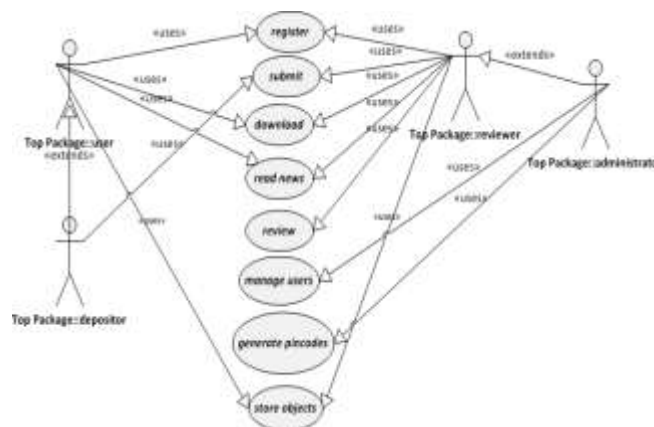 «uses»
register
«uses»
«uses»
submit
«extends»
«uses»
«uses»
«uses»
download
Top Package::user
Top Package::reviewer
«extends»
«uses»
«uses»
Top Package::administrato
read news
«uses»
«uses»
review
«uses»
manage users
Top Package::depositor
generate pincodes
store objects